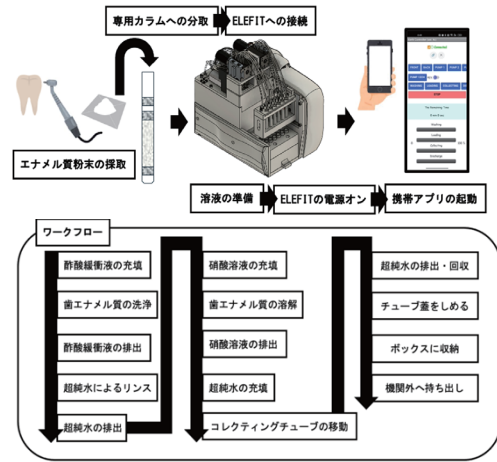 専用カラムへの分取
ELEFITへの接続
エナメル質粉末の採取
溶液の準備
ELEFITの電源オン
携帯アプリの起動
ワークフロー
酢酸緩衝液の充填
歯エナメル質の洗浄
酢酸緩衝液の排出
超純水によるリンス
超純水の排出
硝酸溶液の充填
歯エナメル質の溶解
硝酸溶液の排出
超純水の充填
コレクティングチューブの移動
超純水の排出・回収
チューブ蓋をしめる
ボックスに収納
機関外へ持ち出し